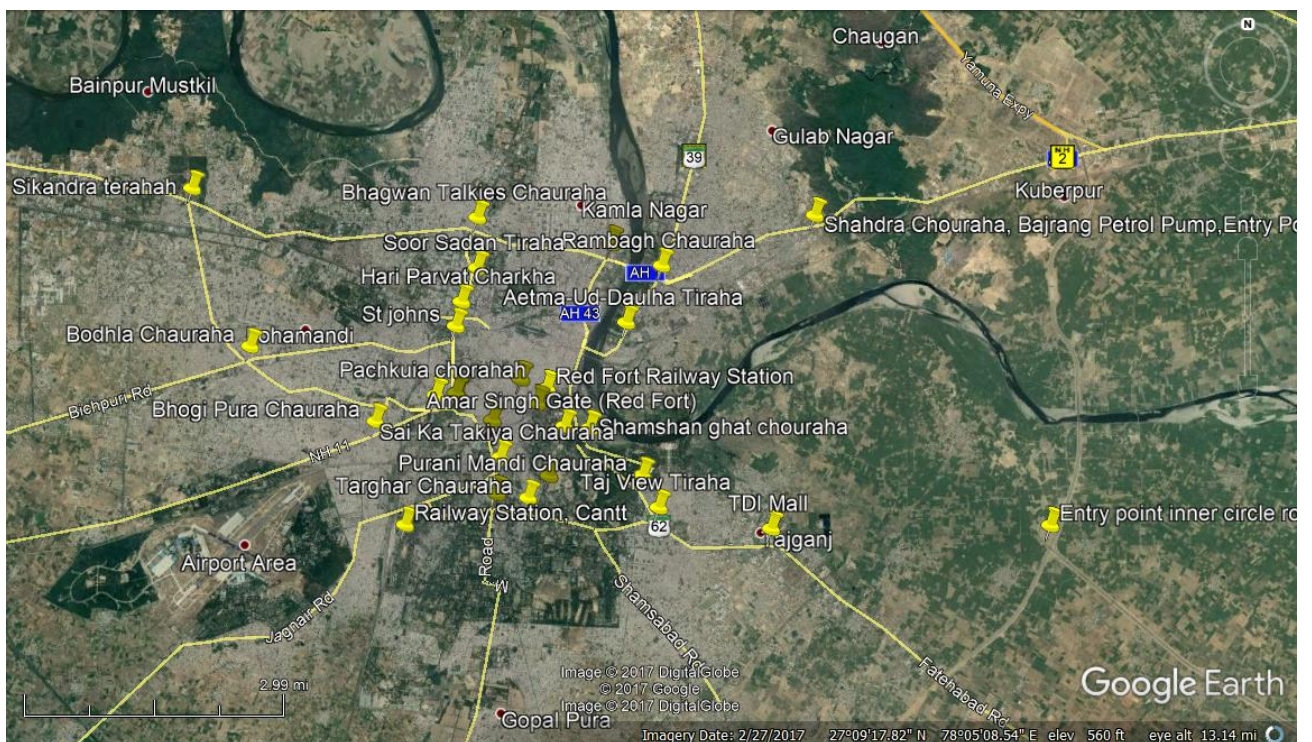 N
Chaugan
Bainpur Mustkil
Yamuna Expy
Gulab Nagar
39
NH 2
Sikandra terahah
Kuberpur
Bhagwan Talkies Chauraha
Kamla Nagar
Shahdra Chouraha, Bajrang Petrol Pump,Entry Po
Soor Sadan Tiraha
Rambagh Chauraha
AH
Hari Parvat Charkha
Aetma-Ud-Daulha Tiraha
St johns
AH 43
Bodhla Chauraha
ohamandi
Pachkuia chorahah
Red Fort Railway Station
Bichpuri Rd
Amar Singh Gate (Red Fort)
Bhogi Pura Chauraha
Shamshan ghat chouraha
Sai Ka Takiya Chauraha
NH 11
Purani Mandi Chauraha
Taj View Tiraha
Targhar Chauraha
TDI Mall
Railway Station, Cantt
62
Entry point inner circle ro
Tajganj
Airport Area
M Road
Jagnair Rd
Shamsabad Rd
Fatehabad Rd
2.99 mi
Image © 2017 DigitalGlobe
© 2017 Google
Image © 2017 DigitalGlobe
Google Earth
Gopal Pura
Imagery Date: 2/27/2017 27°09'17.82" N 78°05'08.54" E elev 560 ft eye alt 13.14 mi